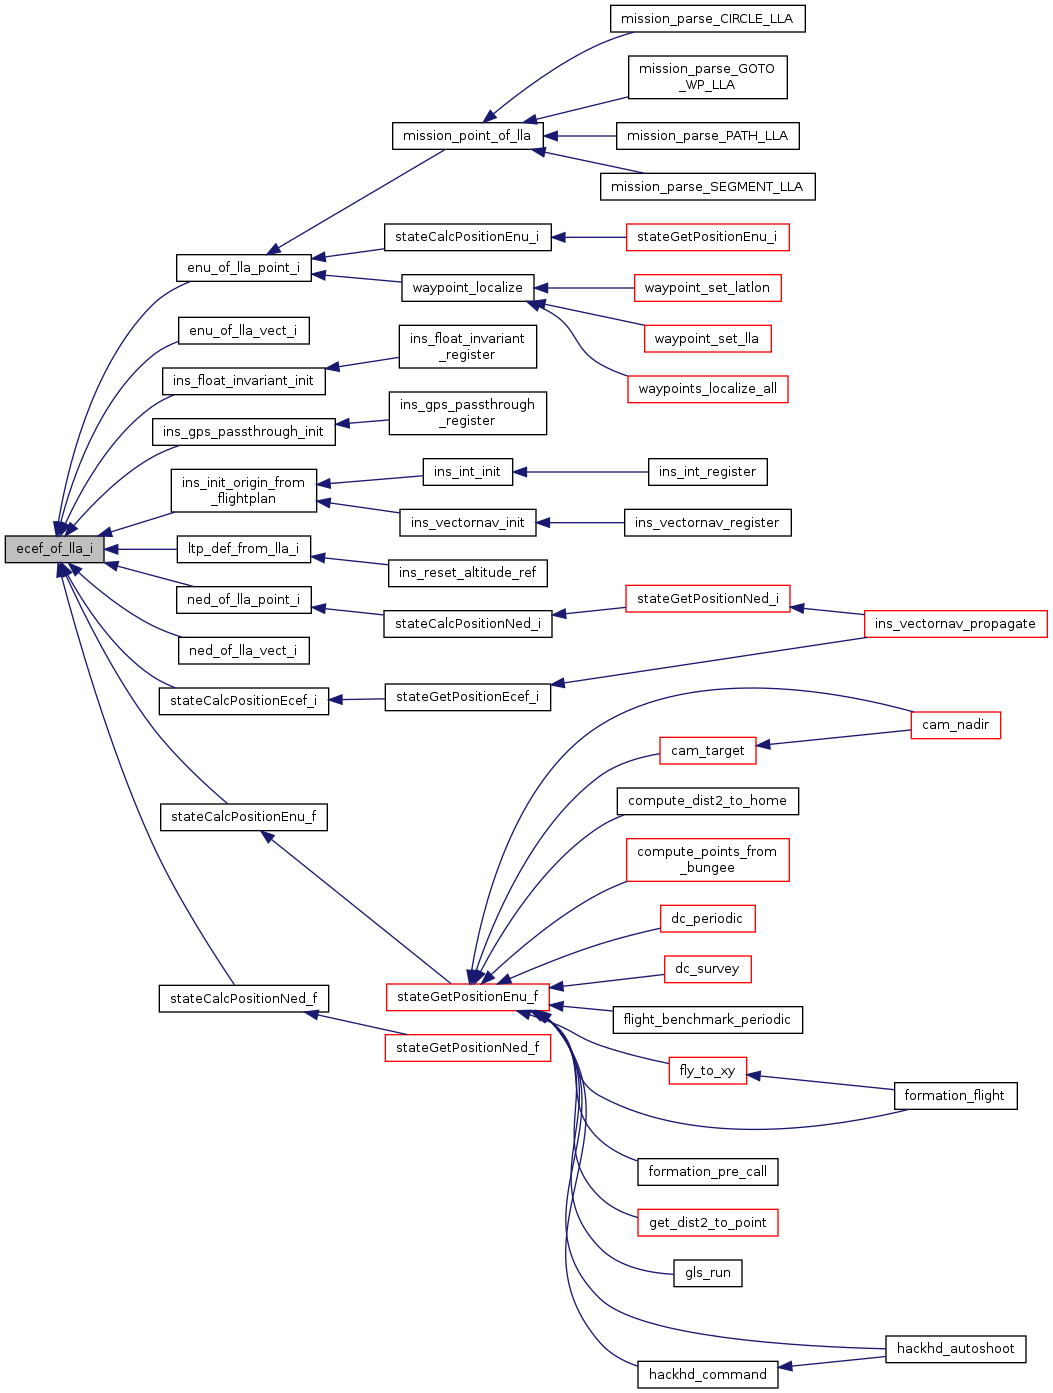 mission_parse_CIRCLE_LLA
mission_parse_GOTO
_WP_LLA
mission_point_of_lla
mission_parse_PATH_LLA
mission_parse_SEGMENT_LLA
stateCalcPositionEnu_i
stateGetPositionEnu_i
enu_of_lla_point_i
waypoint_localize
waypoint_set_latlon
enu_of_lla_vect_i
ins_float_invariant
_register
waypoint_set_lla
ins_float_invariant_init
waypoints_localize_all
ins_gps_passthrough
_register
ins_gps_passthrough_init
ins_init_origin_from
_flightplan
ins_int_init
ins_int_register
ins_vectornav_init
ins_vectornav_register
ecef_of_lla_i
ltp_def_from_lla_i
ins_reset_altitude_ref
ned_of_lla_point_i
stateGetPositionNed_i
stateCalcPositionNed_i
ins_vectornav_propagate
ned_of_lla_vect_i
stateCalcPositionEcef_i
stateGetPositionEcef_i
cam_nadir
cam_target
compute_dist2_to_home
stateCalcPositionEnu_f
compute_points_from
_bungee
dc_periodic
dc_survey
stateCalcPositionNed_f
stateGetPositionEnu_f
flight_benchmark_periodic
stateGetPositionNed_f
fly_to_xy
formation_flight
formation_pre_call
get_dist2_to_point
gls_run
hackhd_autoshoot
hackhd_command